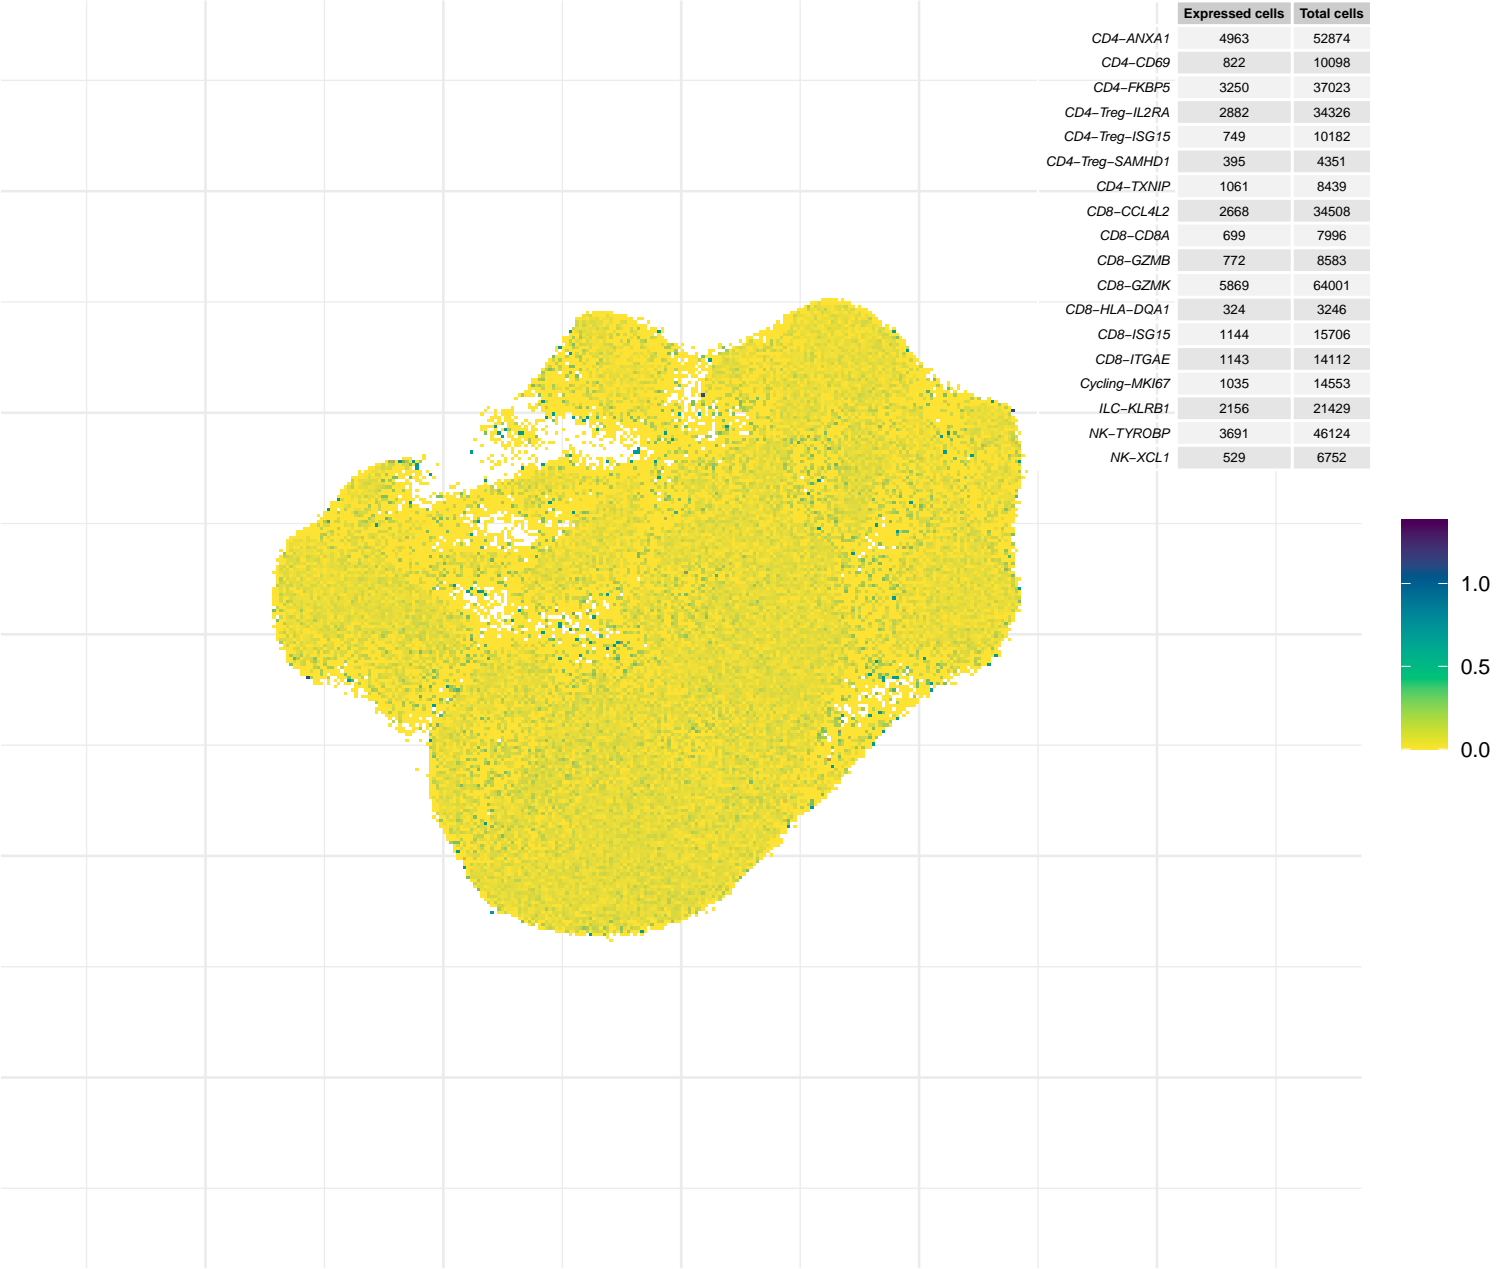 Expressed cells Total cells
CD4−ANXA1 4963 52874
CD4−CD69 822 10098
CD4−FKBP5 3250 37023
CD4−Treg−IL2RA 2882 34326
CD4−Treg−ISG15 749 10182
CD4−Treg−SAMHD1 395 4351
CD4−TXNIP 1061 8439
CD8−CCL4L2 2668 34508
CD8−CD8A 699 7996
CD8−GZMB 772 8583
CD8−GZMK 5869 64001
CD8−HLA−DQA1 324 3246
CD8−ISG15 1144 15706
CD8−ITGAE 1143 14112
Cycling−MKI67 1035 14553
ILC−KLRB1 2156 21429
NK−TYROBP 3691 46124
NK−XCL1 529 6752
1.0
0.5
0.0